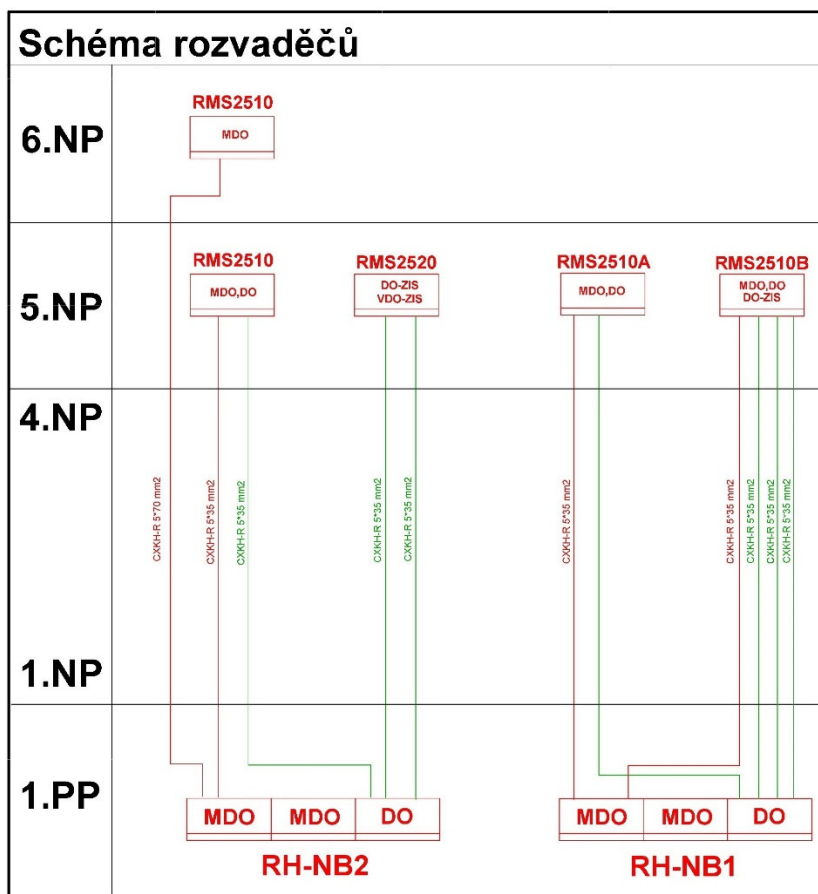 Schéma rozvaděčů
6.NP
RMS2510
MDO
5.NP
RMS2510
MDO,DO
RMS2520
DO-ZIS
VDO-ZIS
RMS2510A
MDO,DO
RMS2510B
MDO,DO
DO-ZIS
4.NP
CXKH-R 5*70 mm2
CXKH-R 5*35 mm2
CXKH-R 5*35 mm2
CXKH-R 5*35 mm2
CXKH-R 5*35 mm2
CXKH-R 5*35 mm2
CXKH-R 5*35 mm2
CXKH-R 5*35 mm2
CXKH-R 5*35 mm2
CXKH-R 5*35 mm2
1.NP
1.PP
MDO MDO DO
RH-NB2
MDO MDO DO
RH-NB1